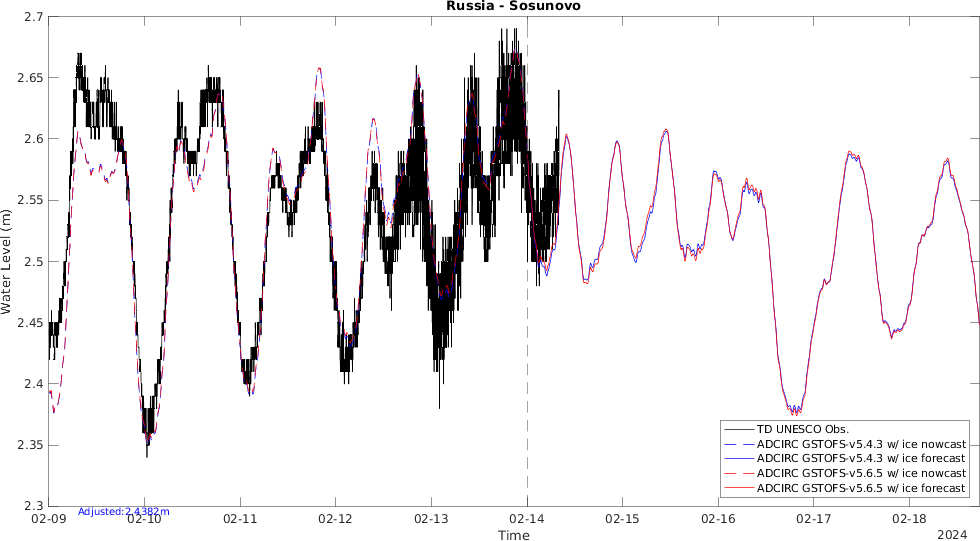 Russia - Sosunovo
2.7
2.65
2.6
2.55
2.5
2.45
2.4
2.35
2.3
Water Level (m)
TD UNESCO Obs.
ADCIRC GSTOFS-v5.4.3 w/ ice nowcast
ADCIRC GSTOFS-v5.4.3 w/ ice forecast
ADCIRC GSTOFS-v5.6.5 w/ ice nowcast
ADCIRC GSTOFS-v5.6.5 w/ ice forecast
Adjusted:2.4382m
02-09 02-10 02-11 02-12 02-13 02-14 02-15 02-16 02-17 02-18
Time
2024